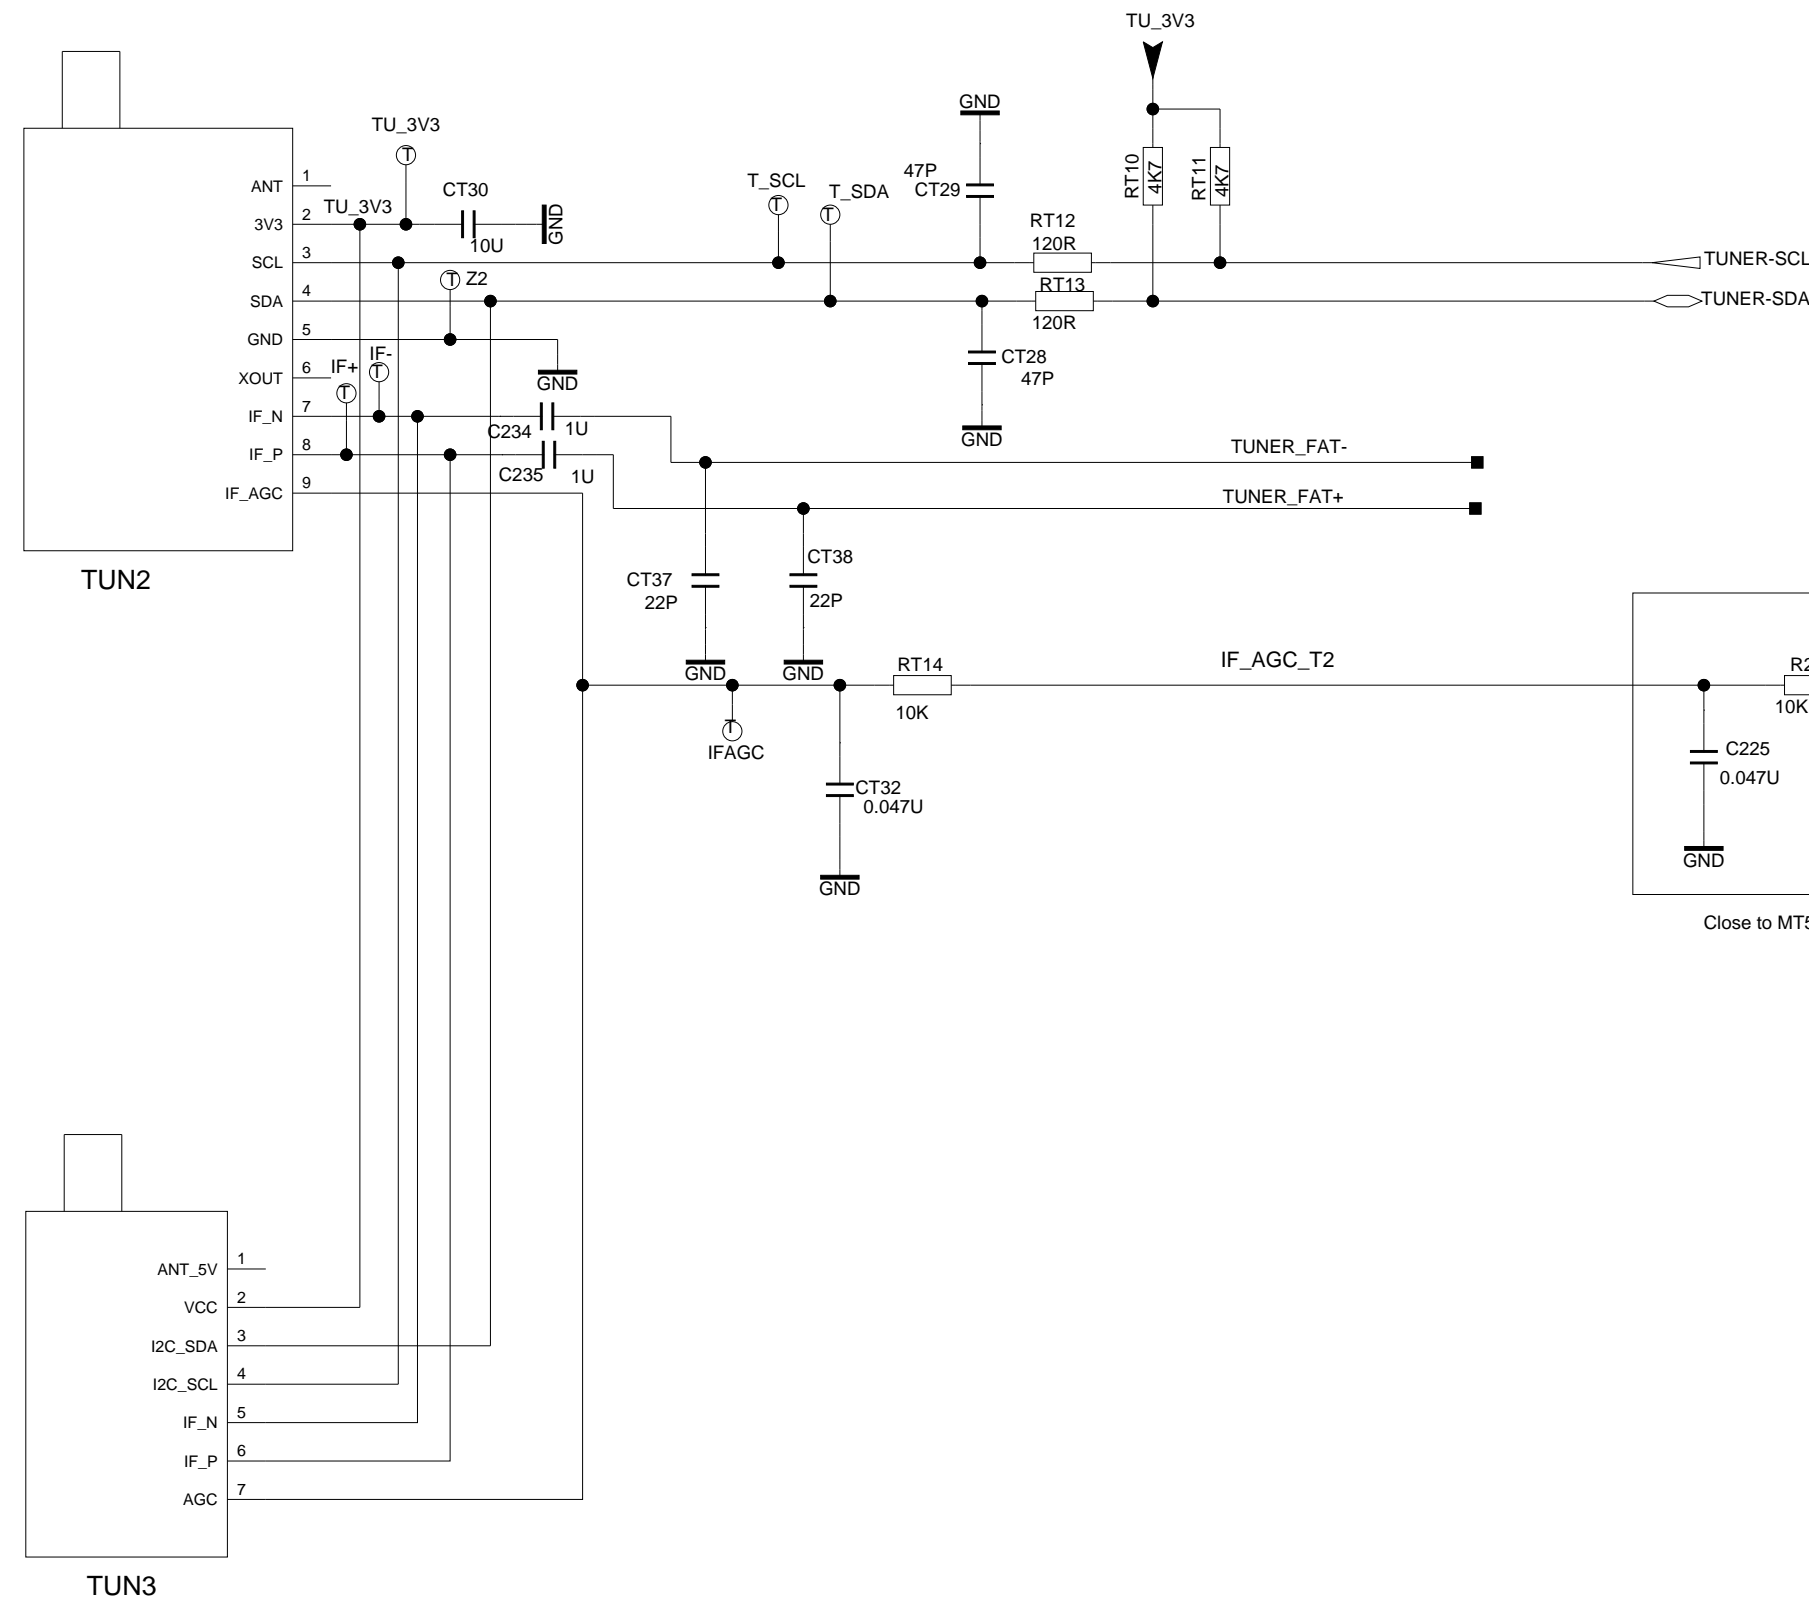 TU_3V3
GND
TU_3V3
RT10
4K7
RT11
4K7
47P
CT29
T_SCL
T_SDA
ANT
1
CT30
TU_3V3
3V3
2
10U
GND
RT12
120R
SCL
3
TUNER-SCL
Z2
SDA
4
RT13
120R
TUNER-SDA
GND
5
GND
CT28
47P
GND
XOUT
6
IF+
IF-
IF_N
7
C234
1U
TUNER_FAT-
IF_P
8
C235
1U
IF_AGC
9
TUNER_FAT+
TUN2
CT37
22P
GND
CT38
22P
GND
RT14
10K
IF_AGC_T2
IFAGC
CT32
0.047U
GND
R2
10K
C225
0.047U
GND
Close to MT5
ANT_5V
1
VCC
2
I2C_SDA
3
I2C_SCL
4
IF_N
5
IF_P
6
AGC
7
TUN3
T
T
T
T
T
T
T